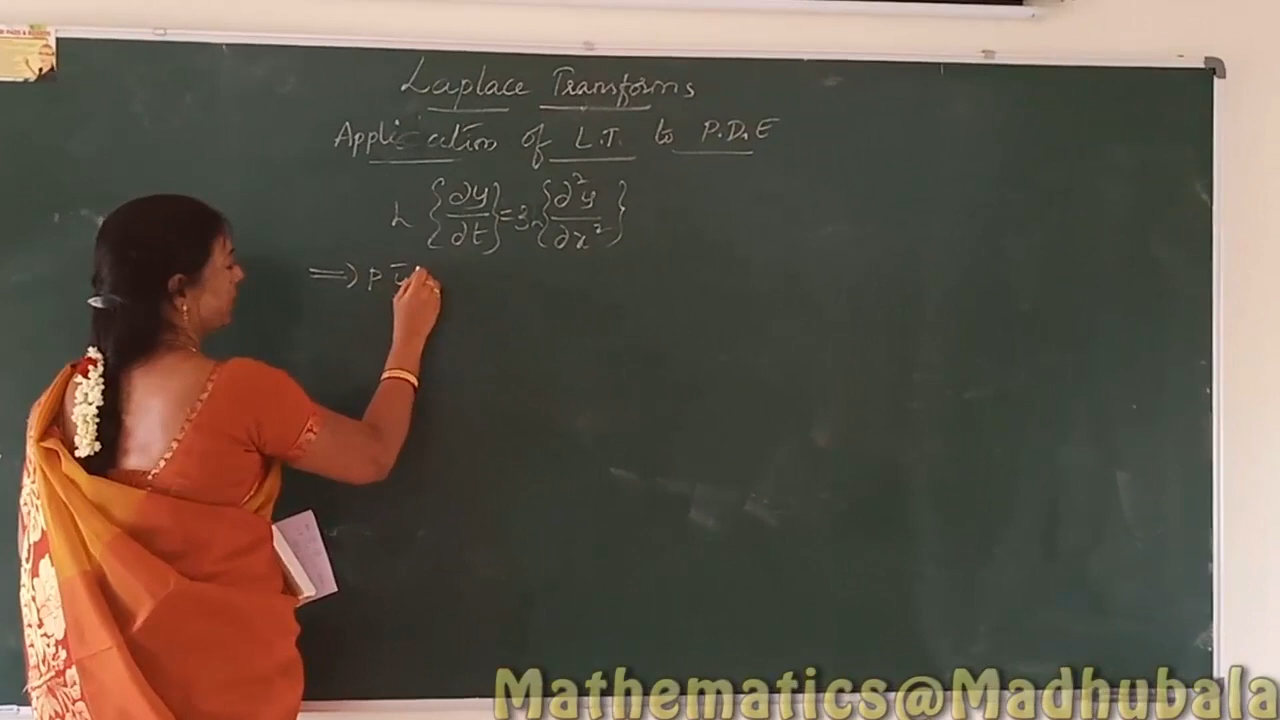 Laplace Transforms
Application of L.T. to P.D.E
L {∂y/∂t} = 3L {∂²y/∂x²}
⟹ p ȳ
Mathematics@Madhubala